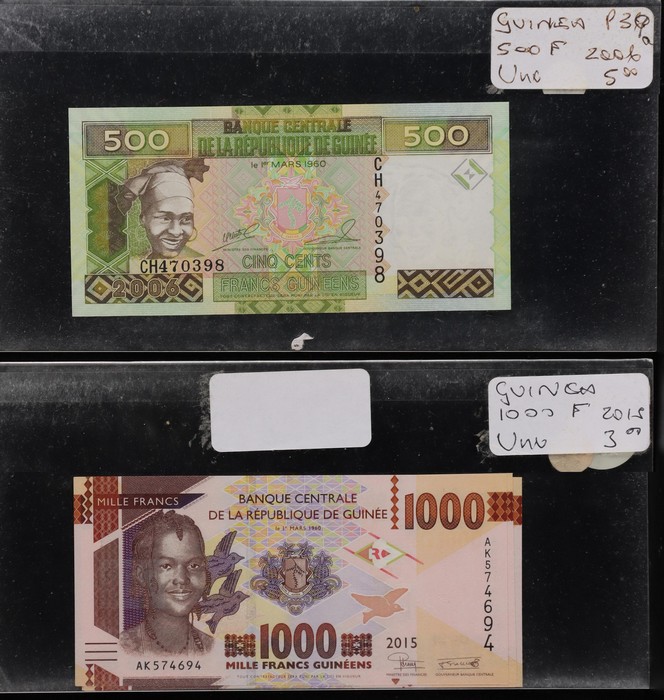 GUINEA P39a
500 F 2006
Unc 5.00
500 BANQUE CENTRALE 500
DE LA RÉPUBLIQUE DE GUINÉE
le 1er MARS 1960
CH470398
CH470398
CINQ CENTS
2006 FRANCS GUINÉENS
GUINEA
1000 F 2015
Unc 3.00
MILLE FRANCS
BANQUE CENTRALE
DE LA RÉPUBLIQUE DE GUINÉE
1000
le 1er MARS 1960
AK574694
1000 2015
AK574694 MILLE FRANCS GUINÉENS